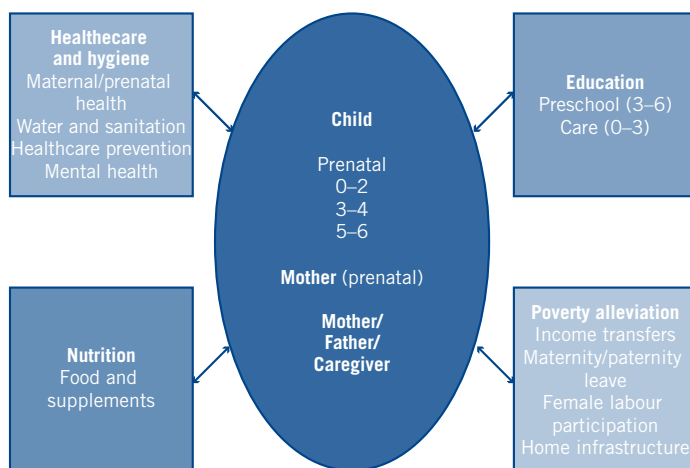 Healthecare
and hygiene
Maternal/prenatal
health
Water and sanitation
Healthcare prevention
Mental health
Child
Prenatal
0–2
3–4
5–6
Mother (prenatal)
Mother/
Father/
Caregiver
Education
Preschool (3–6)
Care (0–3)
Nutrition
Food and
supplements
Poverty alleviation
Income transfers
Maternity/paternity
leave
Female labour
participation
Home infrastructure